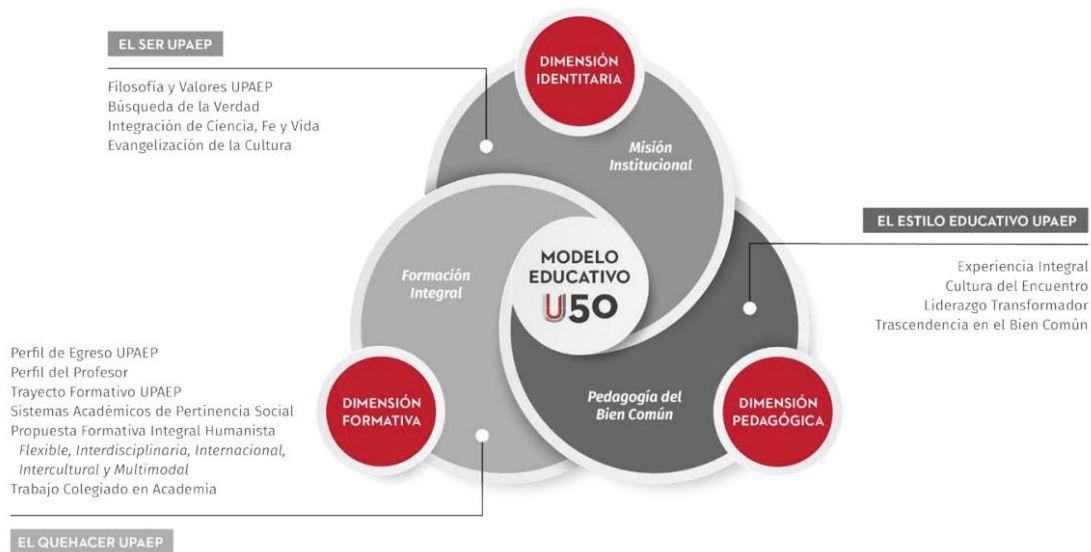 EL SER UPAEP
Filosofía y Valores UPAEP
Búsqueda de la Verdad
Integración de Ciencia, Fe y Vida
Evangelización de la Cultura
DIMENSIÓN
IDENTITARIA
Misión
Institucional
EL ESTILO EDUCATIVO UPAEP
Experiencia Integral
Cultura del Encuentro
Liderazgo Transformador
Trascendencia en el Bien Común
MODELO
EDUCATIVO
U50
Formación
Integral
Pedagogía del
Bien Común
DIMENSIÓN
PEDAGÓGICA
DIMENSIÓN
FORMATIVA
Perfil de Egreso UPAEP
Perfil del Profesor
Trayecto Formativo UPAEP
Sistemas Académicos de Pertinencia Social
Propuesta Formativa Integral Humanista
Flexible, Interdisciplinaria, Internacional,
Intercultural y Multimodal
Trabajo Colegiado en Academia
EL QUEHACER UPAEP